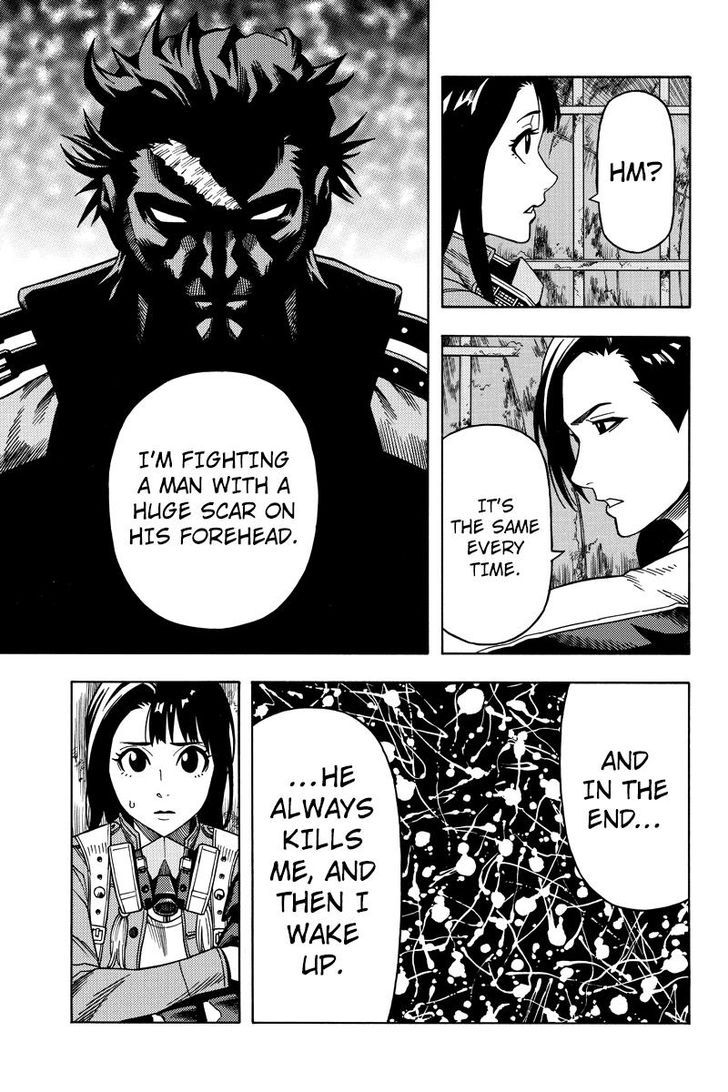 HM?
IT'S
THE SAME
EVERY
TIME.
I'M FIGHTING
A MAN WITH A
HUGE SCAR ON
HIS FOREHEAD.
AND
IN THE
END...
...HE
ALWAYS
KILLS
ME, AND
THEN I
WAKE
UP.